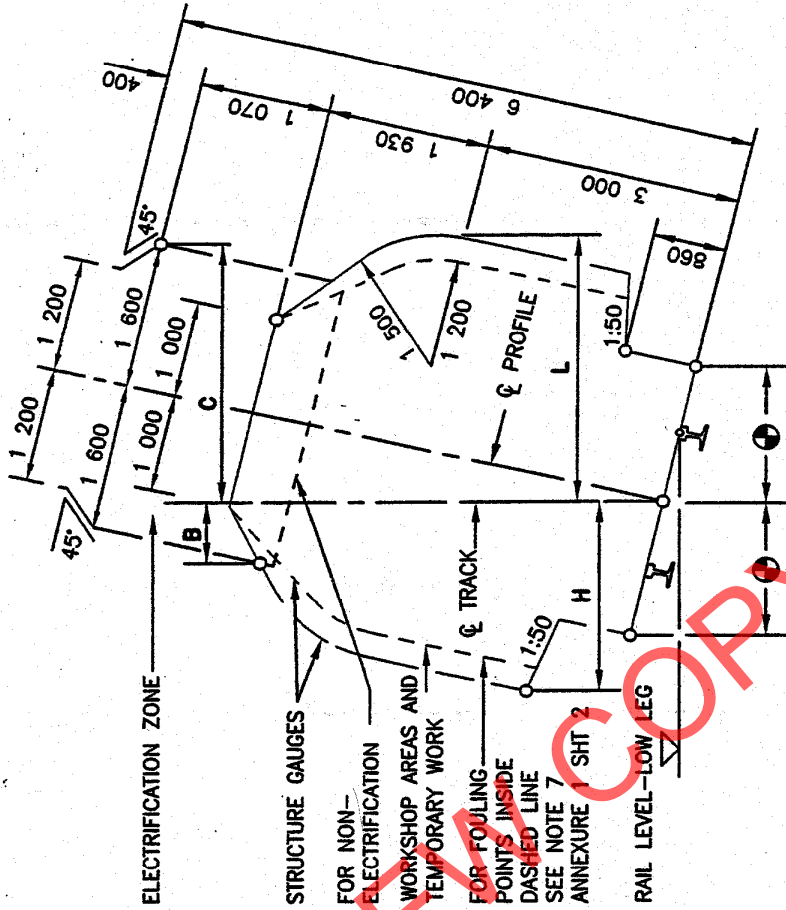 400
1 070
1 930
6 400
3 000
860
45°
1 200
1 600
1 000
1 200
1 600
1 000
45°
C
B
1 500
1 200
℄ PROFILE
L
1:50
℄ TRACK
H
1:50
ELECTRIFICATION ZONE
STRUCTURE GAUGES
FOR NON-
ELECTRIFICATION
WORKSHOP AREAS AND
TEMPORARY WORK
FOR FOULING
POINTS INSIDE
DASHED LINE
SEE NOTE 7
ANNEXURE 1 SHT 2
RAIL LEVEL-LOW LEG
EW COPY